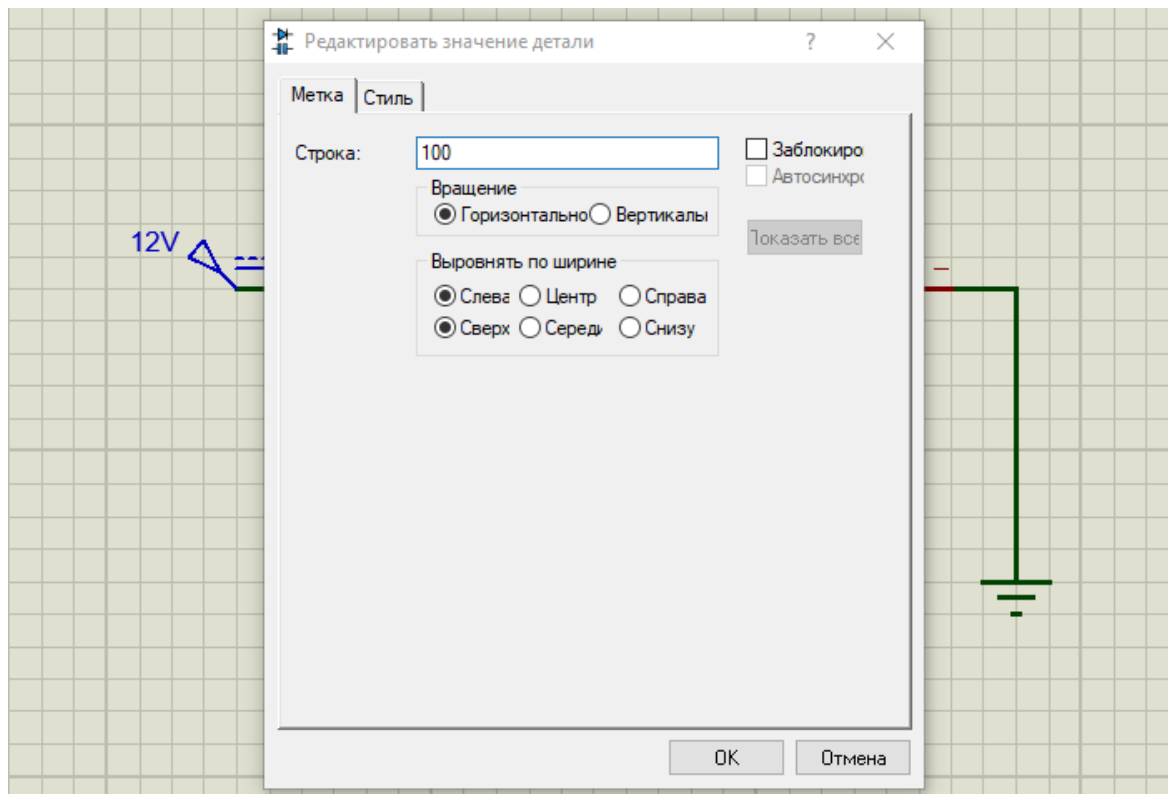 Редактировать значение детали ? ×
Метка Стиль
Строка: 100 Заблокиро
Автосинхро
Вращение
Горизонтально Вертикалы
Показать все
12V
Выровнять по ширине
Слева Центр Справа
Сверх Середи Снизу
OK Отмена